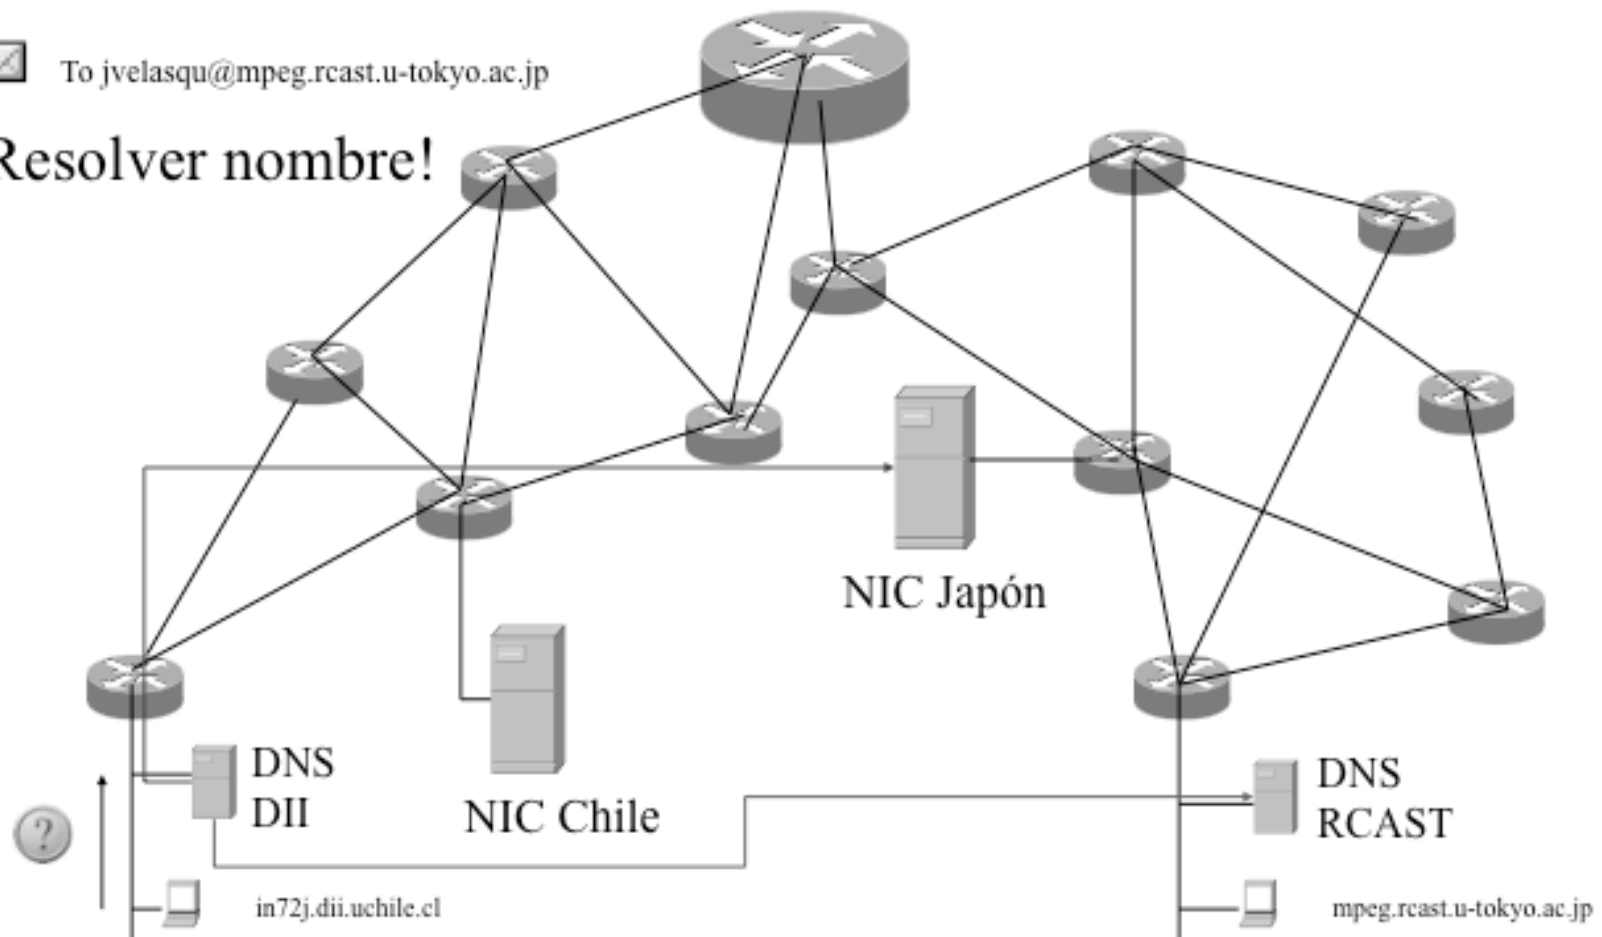 To jvelasqu@mpeg.rcast.u-tokyo.ac.jp
Resolver nombre!
NIC Japón
DNS
DII
NIC Chile
DNS
RCAST
?
in72j.dii.uchile.cl
mpeg.rcast.u-tokyo.ac.jp